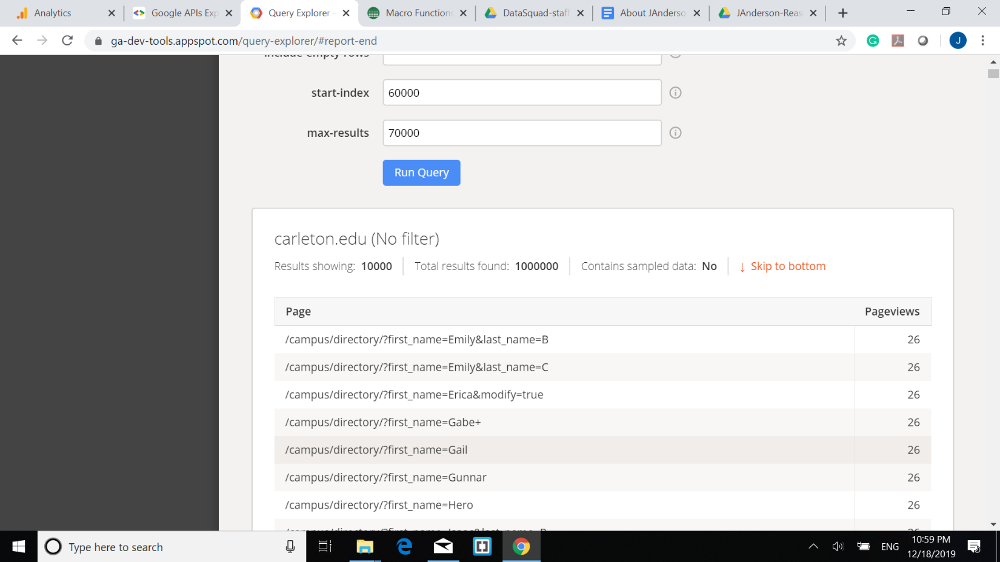 Analytics
Google APIs Exp
Query Explorer -
Macro Functions
DataSquad-staff
About JAnderso
JAnderson-Reas
ga-dev-tools.appspot.com/query-explorer/#report-end
J
include-empty-rows
start-index 60000
max-results 70000
Run Query
carleton.edu (No filter)
Results showing: 10000 Total results found: 1000000 Contains sampled data: No ↓ Skip to bottom
Page Pageviews
/campus/directory/?first_name=Emily&last_name=B 26
/campus/directory/?first_name=Emily&last_name=C 26
/campus/directory/?first_name=Erica&modify=true 26
/campus/directory/?first_name=Gabe+ 26
/campus/directory/?first_name=Gail 26
/campus/directory/?first_name=Gunnar 26
/campus/directory/?first_name=Hero 26
Type here to search
ENG
10:59 PM
12/18/2019